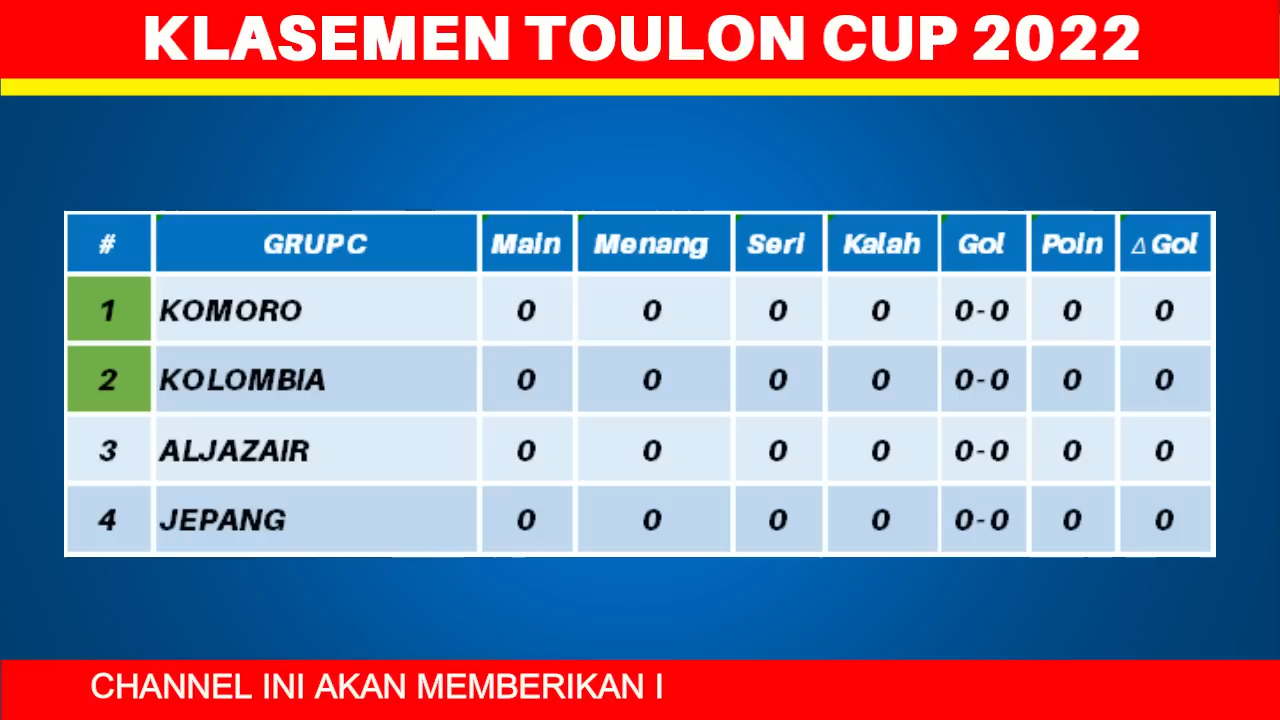 KLASEMEN TOULON CUP 2022
# GRUP C Main Menang Seri Kalah Gol Poin Δ Gol
1 KOMORO 0 0 0 0 0-0 0 0
2 KOLOMBIA 0 0 0 0 0-0 0 0
3 ALJAZAIR 0 0 0 0 0-0 0 0
4 JEPANG 0 0 0 0 0-0 0 0
CHANNEL INI AKAN MEMBERIKAN I